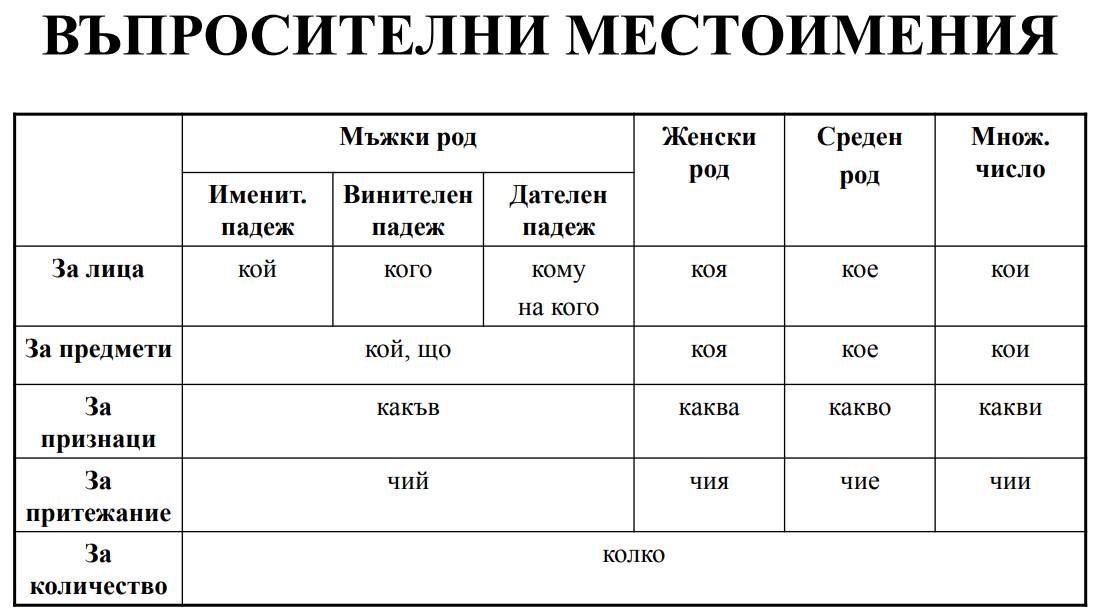 ВЪПРОСИТЕЛНИ МЕСТОИМЕНИЯ
Мъжки род
Женски
род
Среден
род
Множ.
число
Именит.
падеж
Винителен
падеж
Дателен
падеж
За лица
кой
кого
кому
на кого
коя
кое
кои
За предмети
кой, що
коя
кое
кои
За
признаци
какъв
каква
какво
какви
За
притежание
чий
чия
чие
чии
За
количество
колко